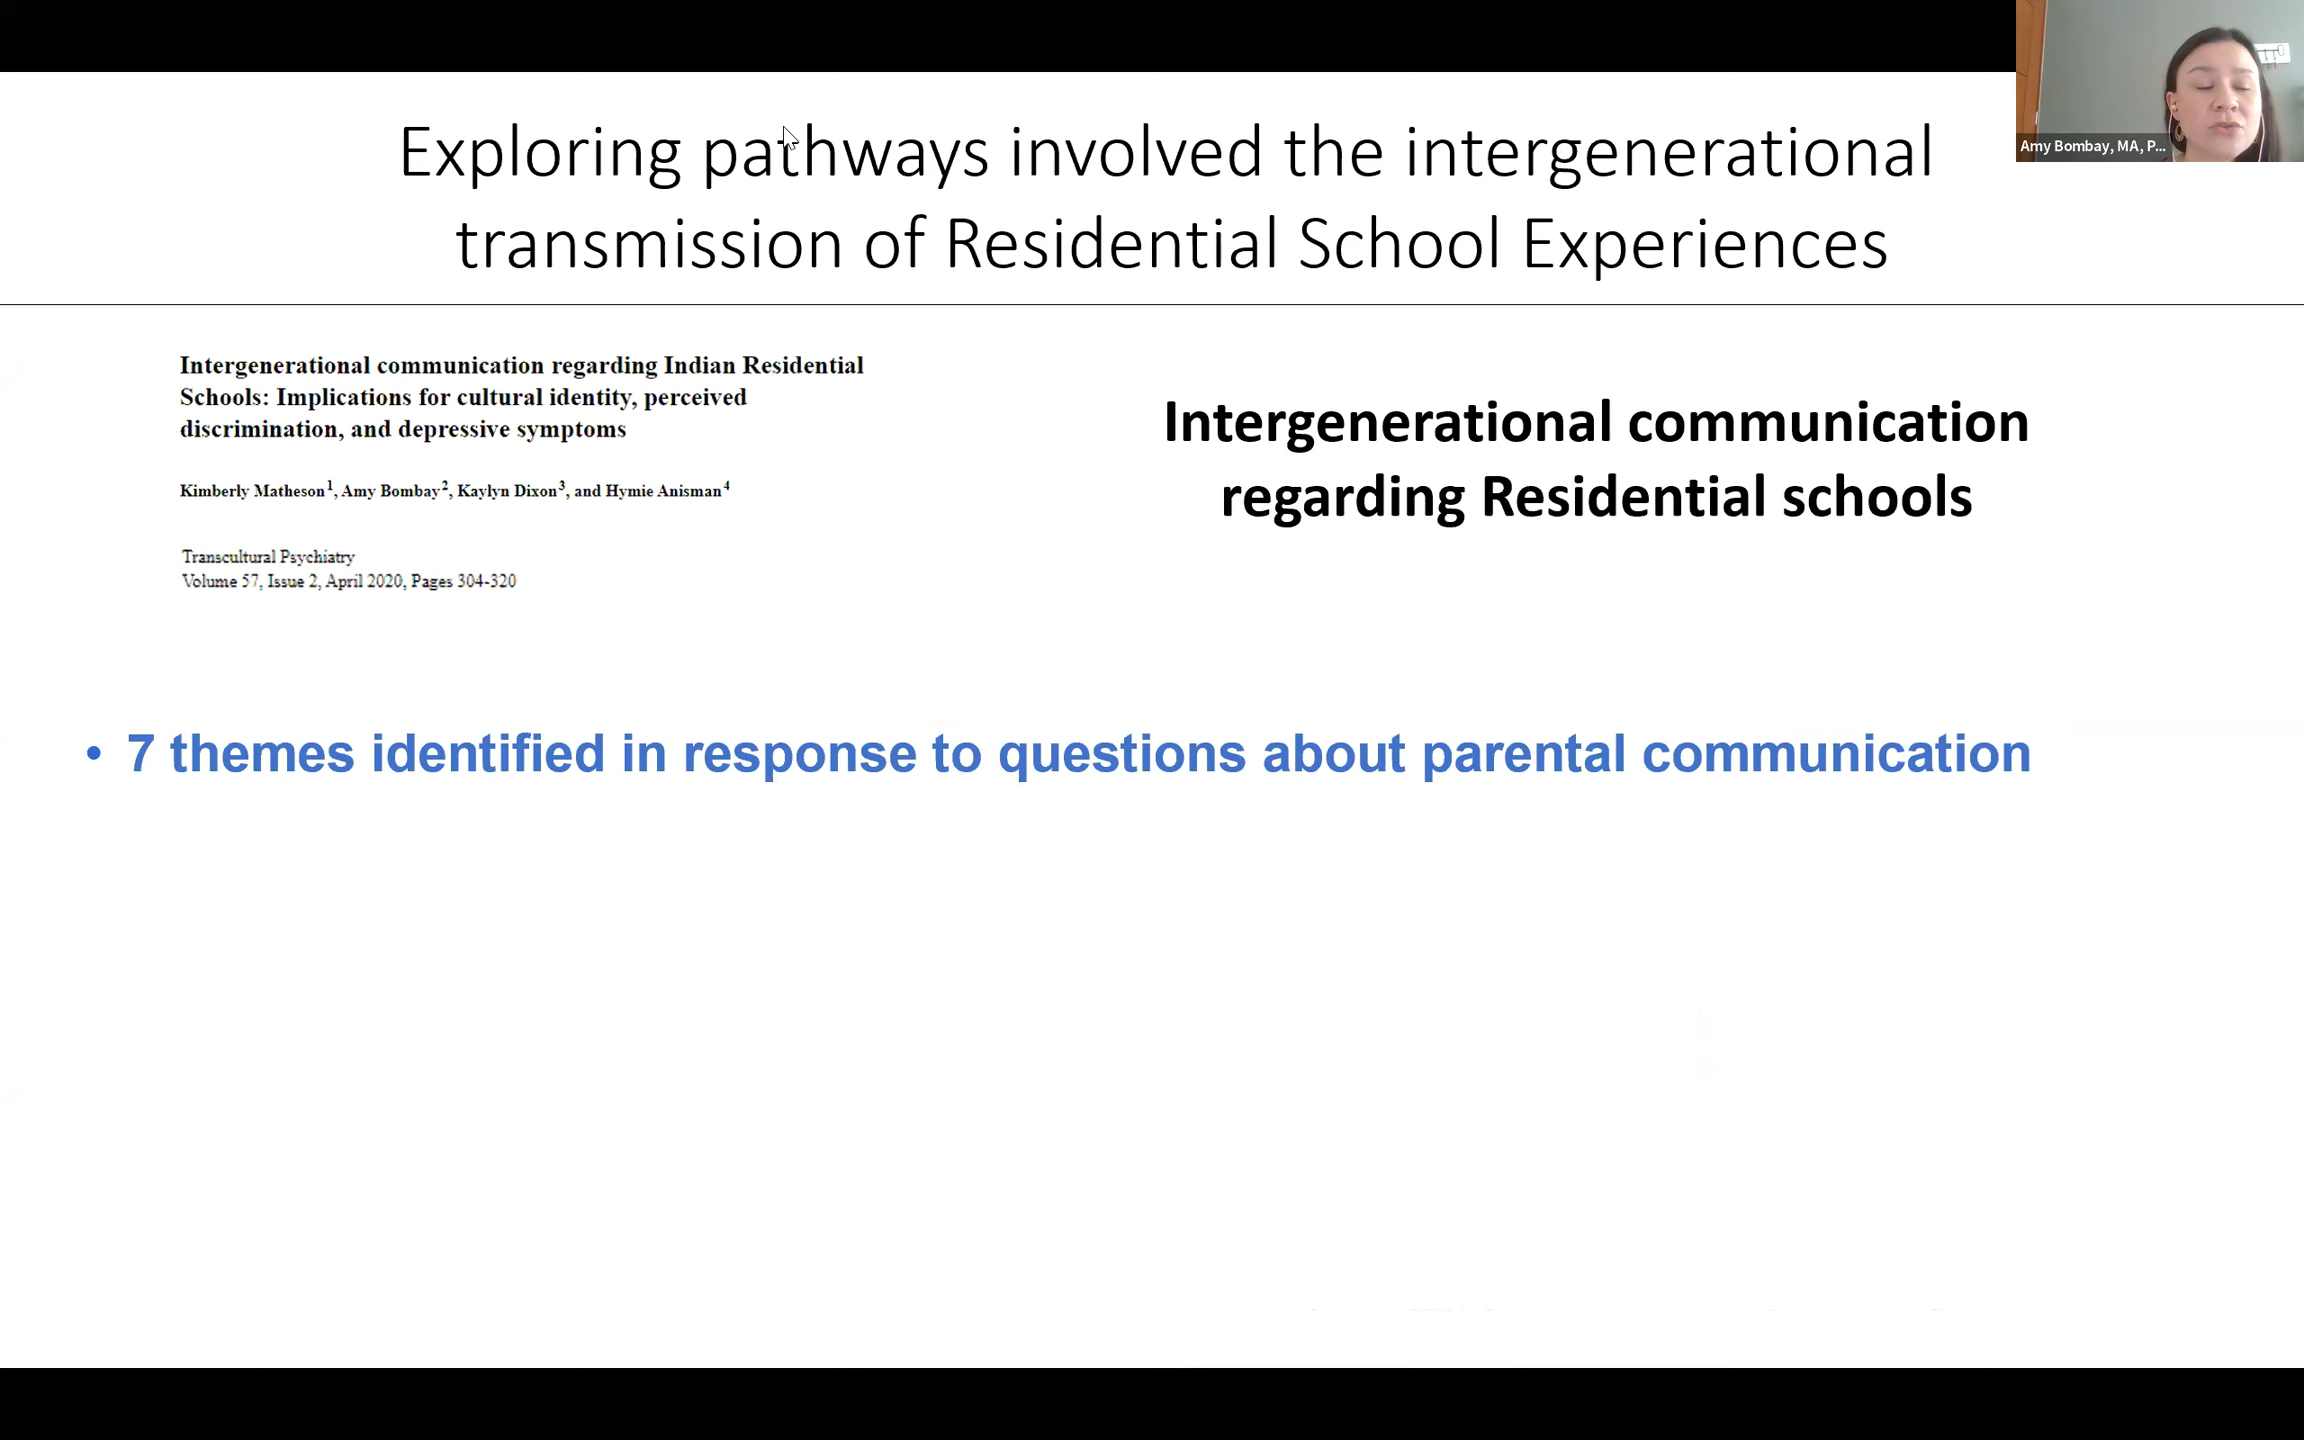 Exploring pathways involved the intergenerational
transmission of Residential School Experiences
Amy Bombay, MA, P...
Intergenerational communication regarding Indian Residential
Schools: Implications for cultural identity, perceived
discrimination, and depressive symptoms
Kimberly Matheson1, Amy Bombay2, Kaylyn Dixon3, and Hymie Anisman4
Transcultural Psychiatry
Volume 57, Issue 2, April 2020, Pages 304-320
Intergenerational communication
regarding Residential schools
• 7 themes identified in response to questions about parental communication